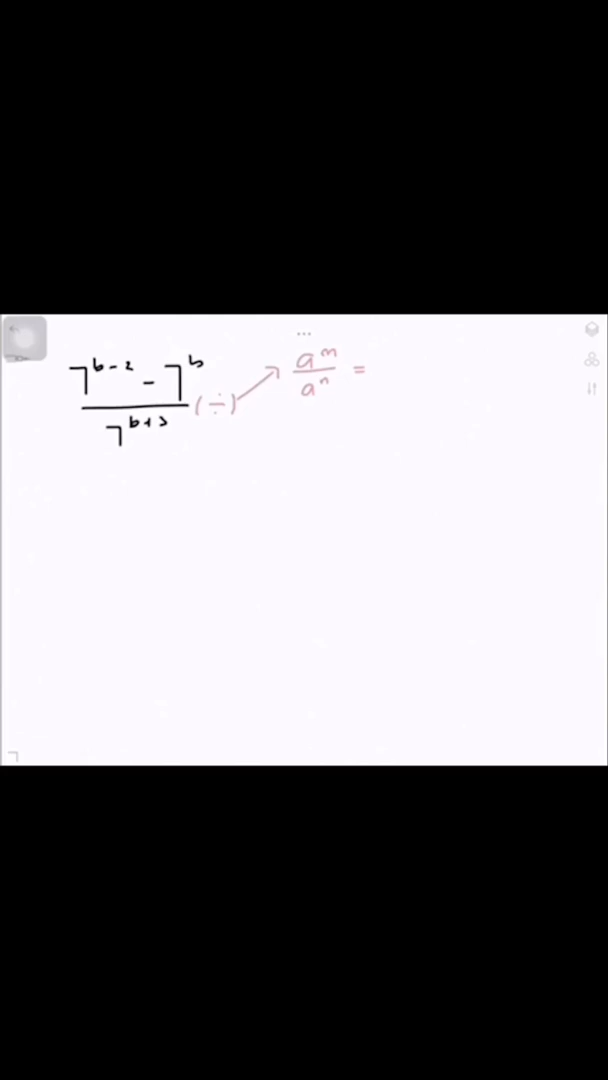 7^{b-2} - 7^{b}
7^{b+3} (÷) → a^{m}/a^{n} =